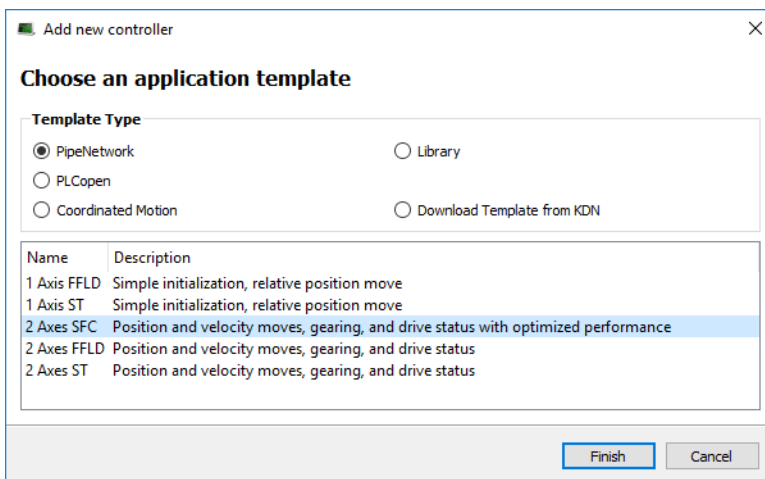 Add new controller
Choose an application template
Template Type
PipeNetwork Library
PLCopen
Coordinated Motion Download Template from KDN
Name Description
1 Axis FFLD Simple initialization, relative position move
1 Axis ST Simple initialization, relative position move
2 Axes SFC Position and velocity moves, gearing, and drive status with optimized performance
2 Axes FFLD Position and velocity moves, gearing, and drive status
2 Axes ST Position and velocity moves, gearing, and drive status
Finish Cancel